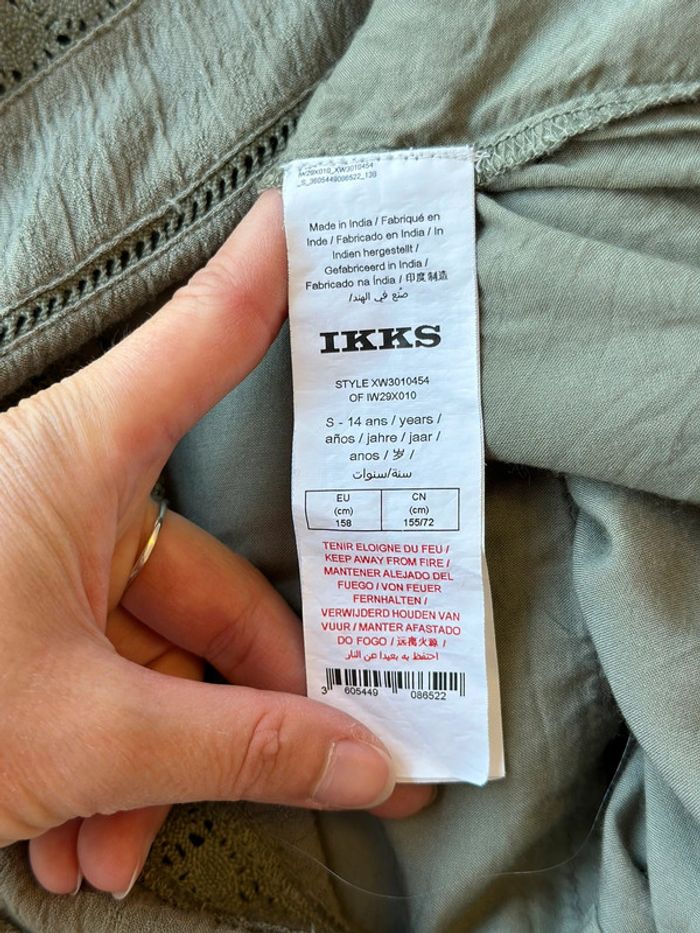 IW29X010_XW3010454
_S_3605449086522_139
Made in India / Fabriqué en
Inde / Fabricado en India / In
Indien hergestellt /
Gefabriceerd in India /
Fabricado na Índia / 印度制造
/صُنع في الهند
IKKS
STYLE XW3010454
OF IW29X010
S - 14 ans / years /
años / jahre / jaar /
anos / 岁 /
سنة/سنوات
EU
(cm)
158
CN
(cm)
155/72
TENIR ELOIGNE DU FEU /
KEEP AWAY FROM FIRE /
MANTENER ALEJADO DEL
FUEGO / VON FEUER
FERNHALTEN /
VERWIJDERD HOUDEN VAN
VUUR / MANTER AFASTADO
DO FOGO / 远离火源 /
احتفظ به بعيدا عن النار
3 605449 086522